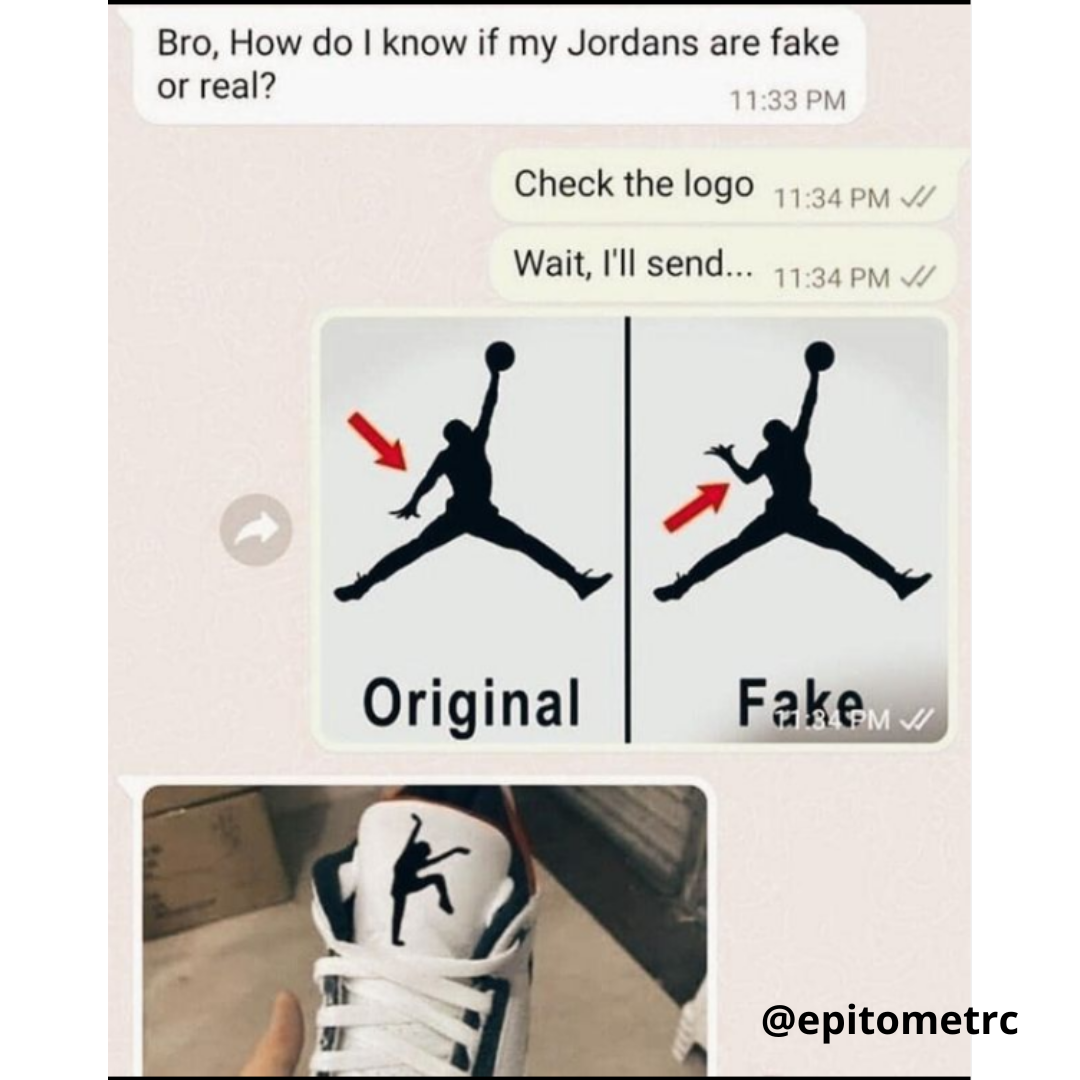 Bro, How do I know if my Jordans are fake
or real?
11:33 PM
Check the logo 11:34 PM
Wait, I'll send... 11:34 PM
Original
Fake
11:34 PM
@epitometrc